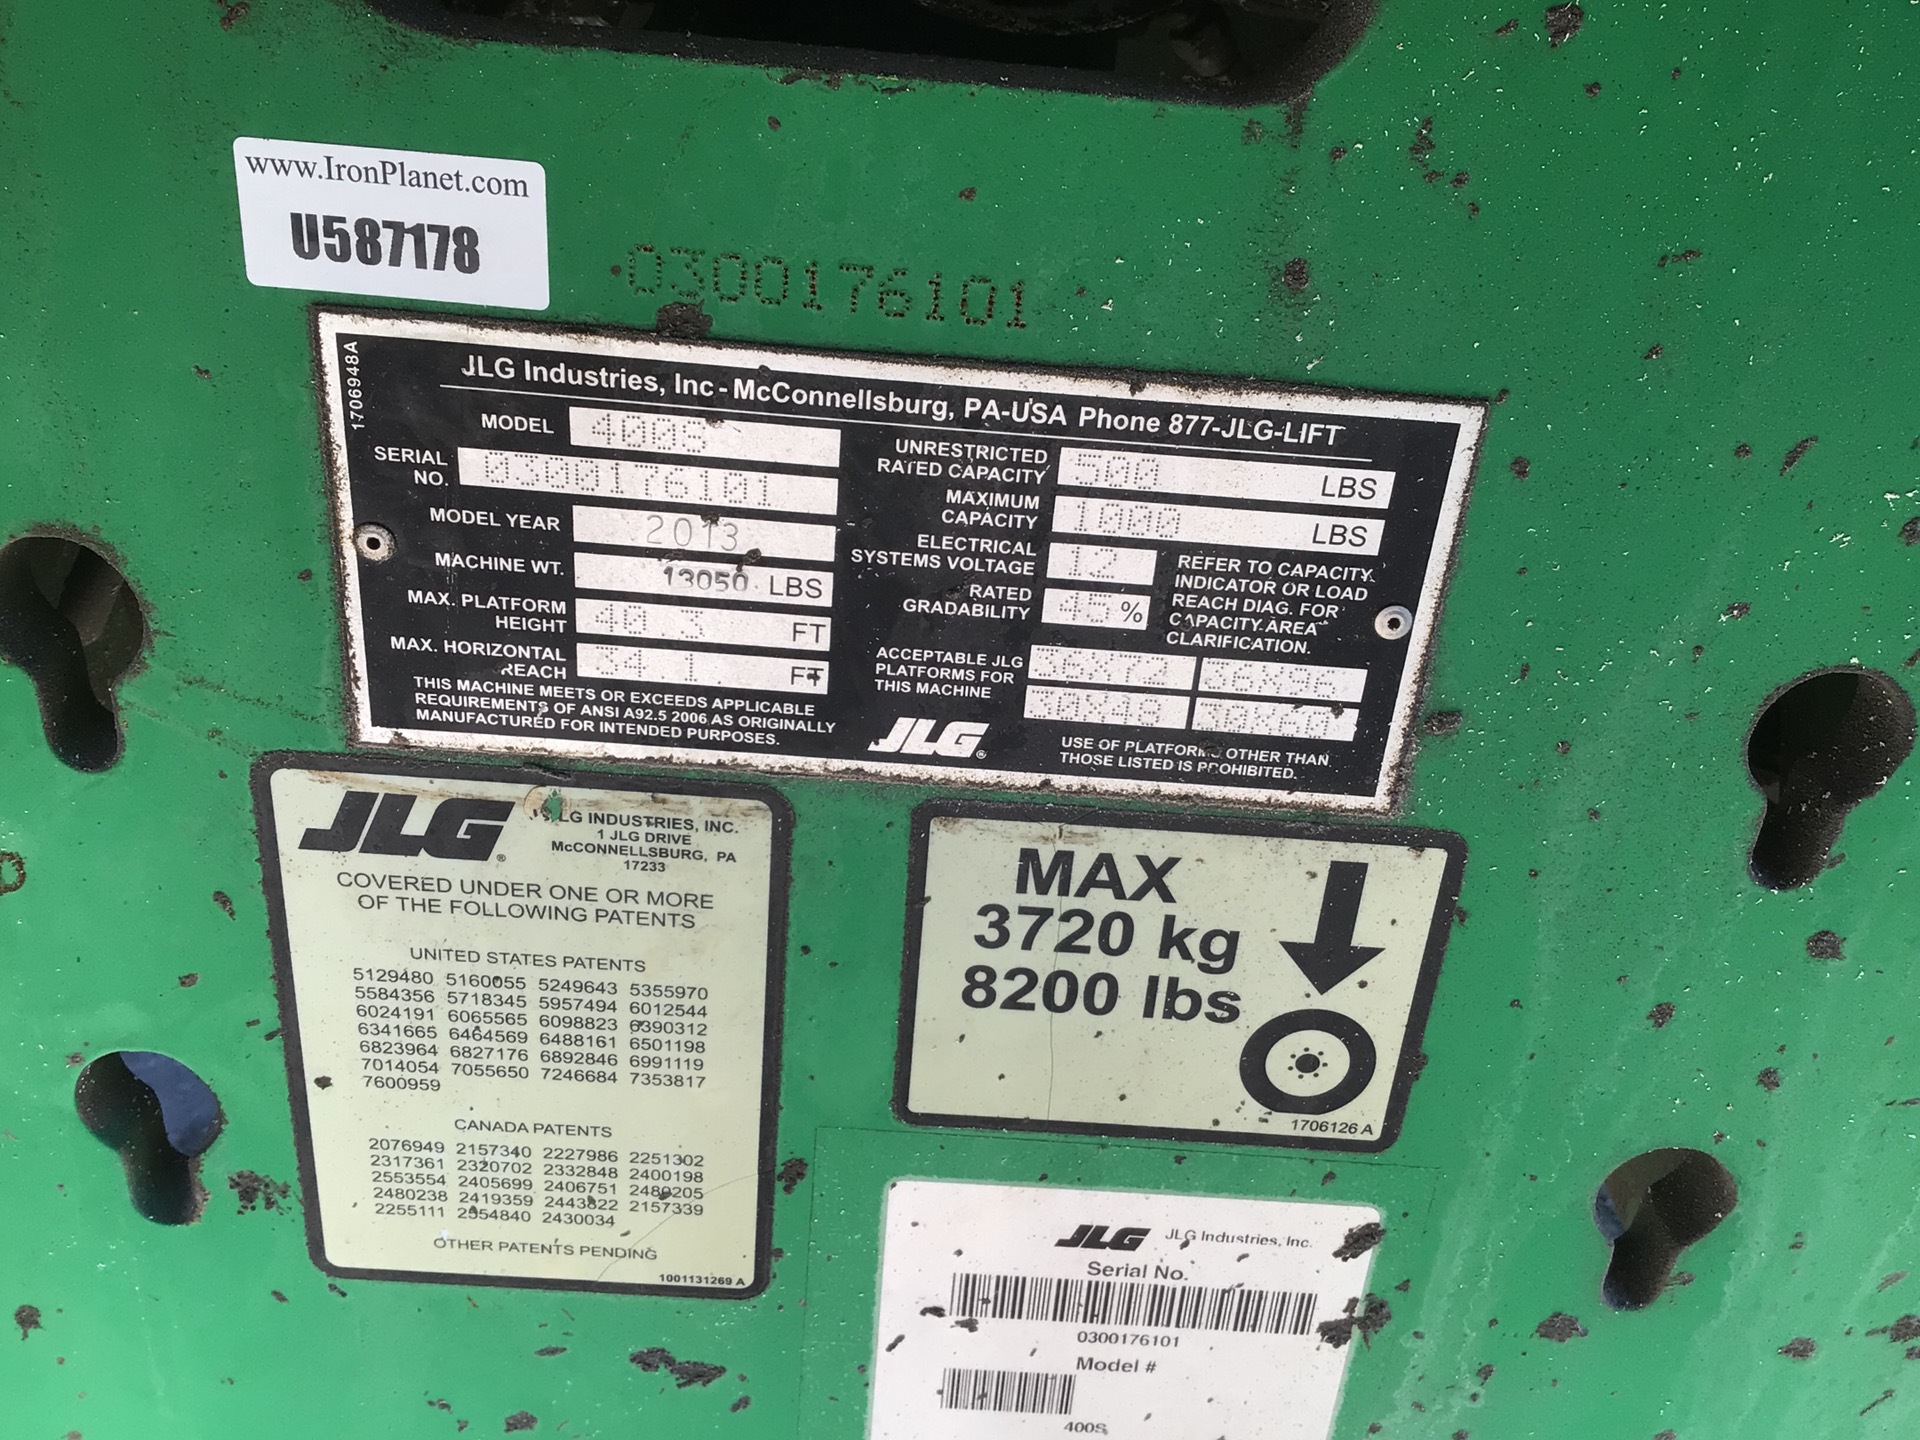 www.IronPlanet.com
U587178
0300176101
1706948A
JLG Industries, Inc - McConnellsburg, PA-USA Phone 877-JLG-LIFT
MODEL 400S
SERIAL NO. 0300176101
MODEL YEAR 2013
MACHINE WT. 13050 LBS
MAX. PLATFORM HEIGHT 40.3 FT
MAX. HORIZONTAL REACH 34.1 FT
THIS MACHINE MEETS OR EXCEEDS APPLICABLE
REQUIREMENTS OF ANSI A92.5 2006 AS ORIGINALLY
MANUFACTURED FOR INTENDED PURPOSES.
UNRESTRICTED RATED CAPACITY 500 LBS
MAXIMUM CAPACITY 1000 LBS
ELECTRICAL SYSTEMS VOLTAGE 12
RATED GRADABILITY 45 %
REFER TO CAPACITY
INDICATOR OR LOAD
REACH DIAG. FOR
CAPACITY AREA
CLARIFICATION.
ACCEPTABLE JLG
PLATFORMS FOR
THIS MACHINE
36X72 36X96
30X48 30X60
JLG®
USE OF PLATFORMS OTHER THAN
THOSE LISTED IS PROHIBITED.
JLG®
JLG INDUSTRIES, INC.
1 JLG DRIVE
McCONNELLSBURG, PA
17233
COVERED UNDER ONE OR MORE
OF THE FOLLOWING PATENTS
UNITED STATES PATENTS
5129480 5160055 5249643 5355970
5584356 5718345 5957494 6012544
6024191 6065565 6098823 6390312
6341665 6464569 6488161 6501198
6823964 6827176 6892846 6991119
7014054 7055650 7246684 7353817
7600959
CANADA PATENTS
2076949 2157340 2227986 2251302
2317361 2320702 2332848 2400198
2553554 2405699 2406751 2480205
2480238 2419359 2443822 2157339
2255111 2554840 2430034
OTHER PATENTS PENDING
1001131269 A
MAX
3720 kg
8200 lbs
1706126 A
JLG JLG Industries, Inc.
Serial No.
0300176101
Model #
400S